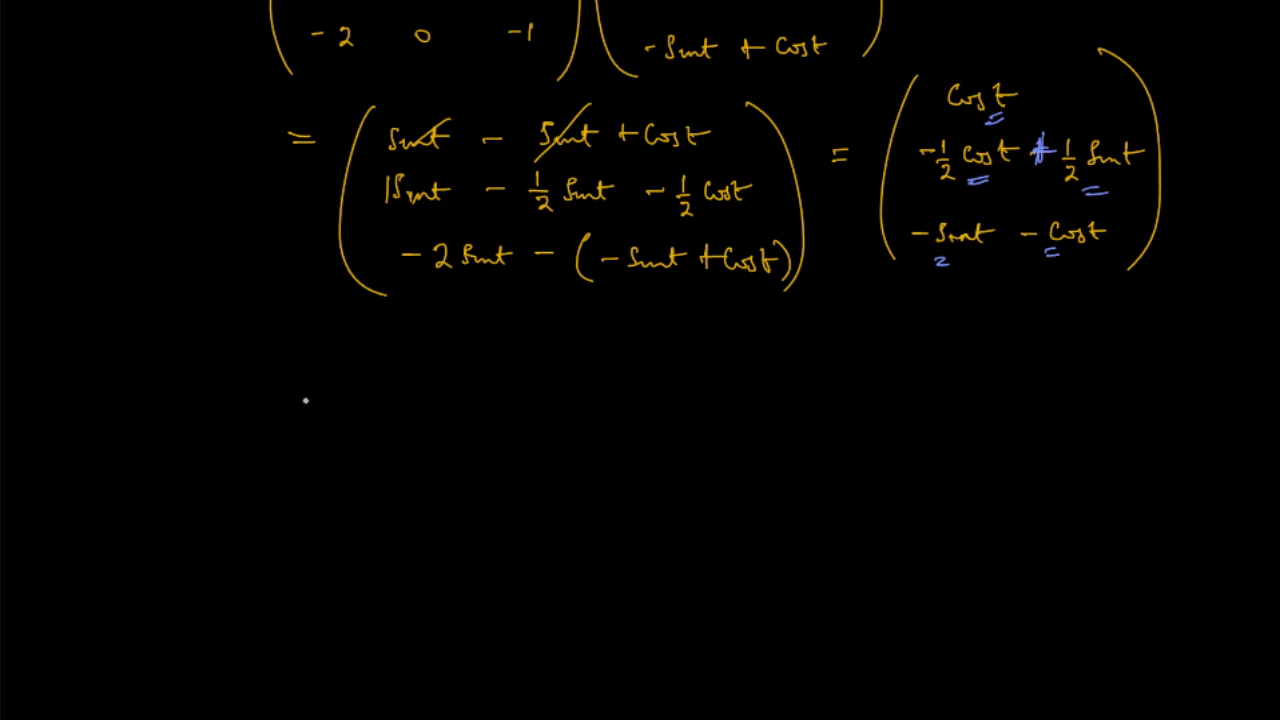 -2 0 -1
-Sint + Cost
= Sint - Sint + Cost = Cost
1Sint - 1/2 Sint - 1/2 Cost
-1/2 Cost + 1/2 Sint
-2 Sint - (-Sint + Cost)
-Sint - Cost